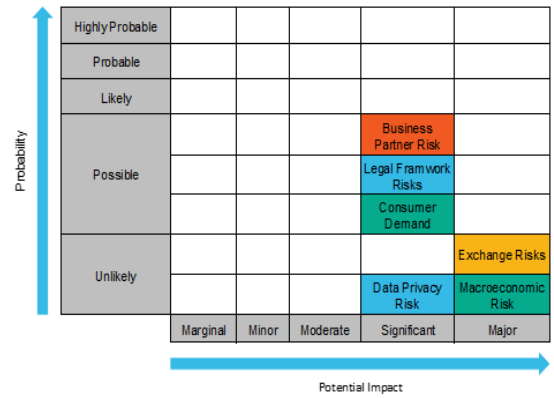 Highly Probable
Probable
Likely
Possible
Business
Partner Risk
Legal Framwork
Risks
Consumer
Demand
Unlikely
Exchange Risks
Data Privacy
Risk
Macroeconomic
Risk
Marginal
Minor
Moderate
Significant
Major
Probability
Potential Impact